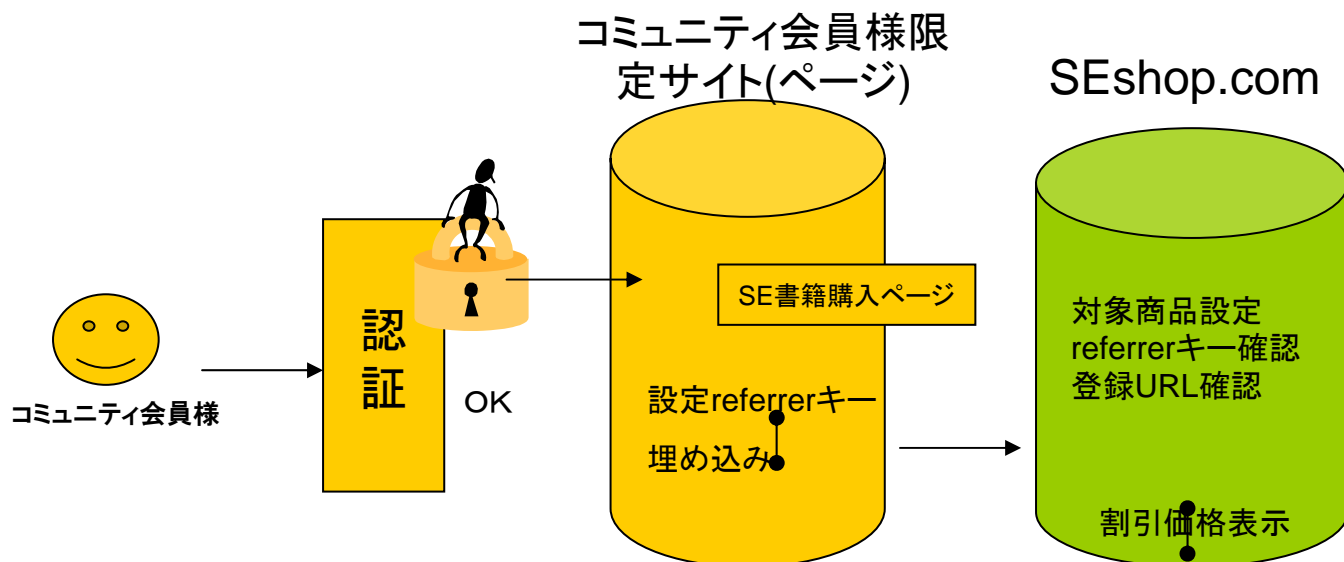 コミュニティ会員様限
定サイト(ページ)
SEshop.com
コミュニティ会員様
認
証
OK
SE書籍購入ページ
設定referrerキー
埋め込み
対象商品設定
referrerキー確認
登録URL確認
割引価格表示